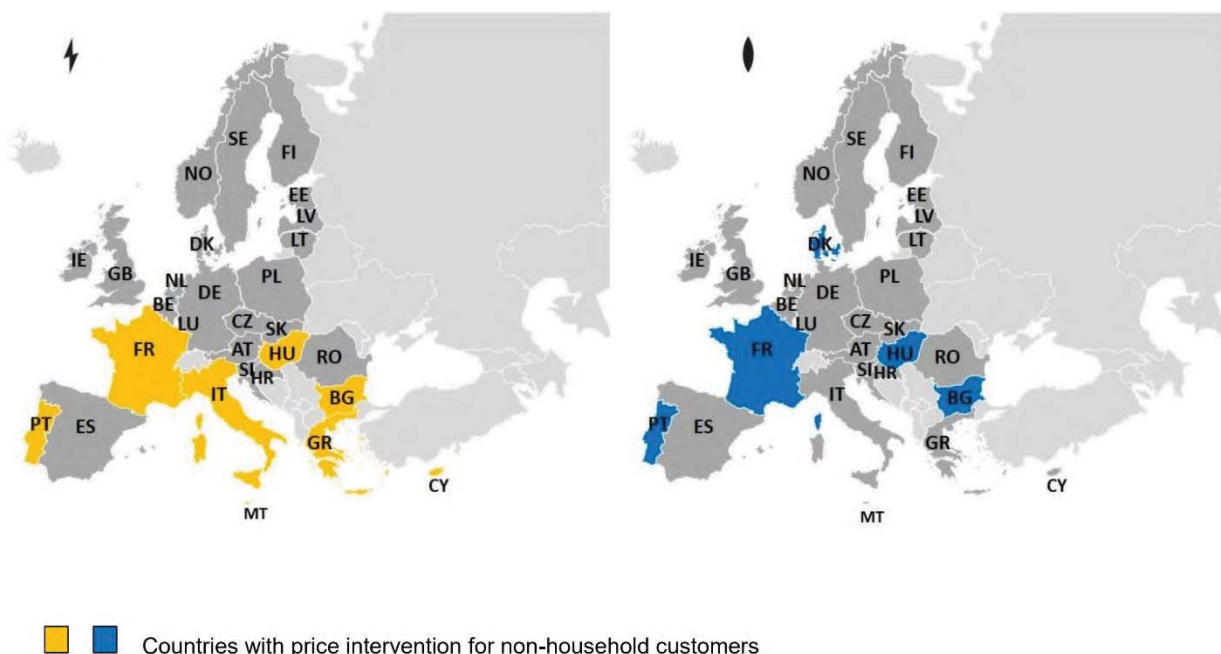 SE
FI
NO
EE
LV
DK
LT
IE
GB
NL
PL
DE
BE
LU
CZ
SK
FR
AT
HU
RO
SI
HR
IT
BG
PT
ES
GR
CY
MT
SE
FI
NO
EE
LV
DK
LT
IE
GB
NL
PL
DE
BE
LU
CZ
SK
FR
AT
HU
RO
SI
HR
IT
BG
PT
ES
GR
CY
MT
Countries with price intervention for non-household customers